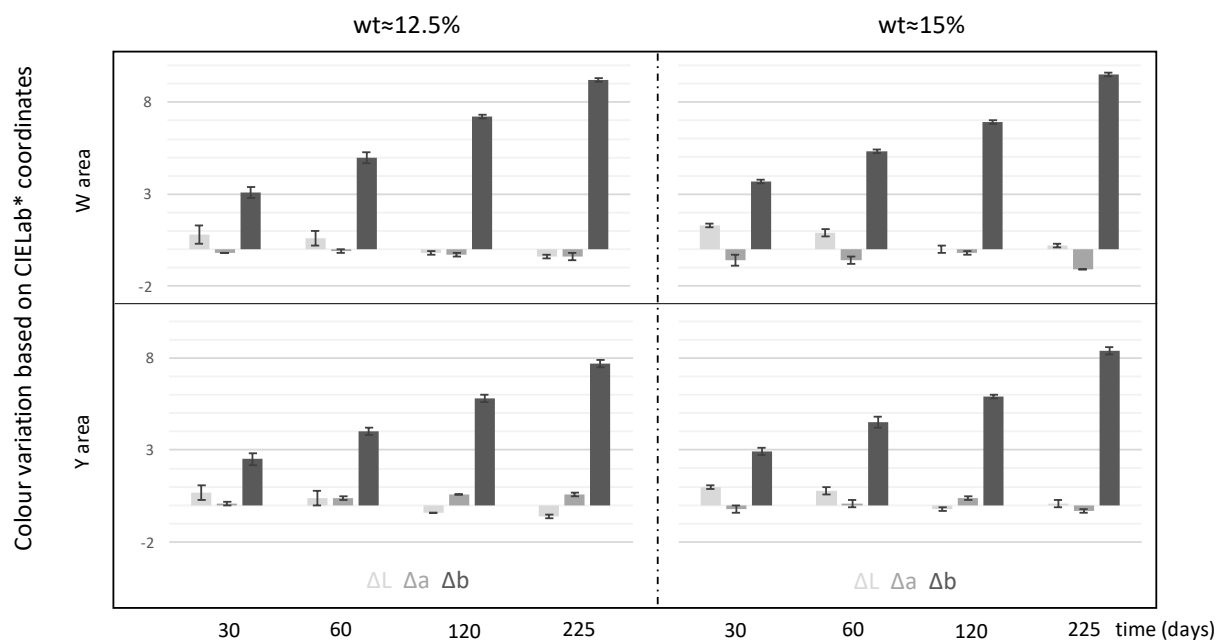 wt≈12.5%
wt≈15%
Colour variation based on CIELab* coordinates
W area
8
3
-2
Y area
8
3
-2
ΔL Δa Δb
ΔL Δa Δb
30 60 120 225 30 60 120 225 time (days)